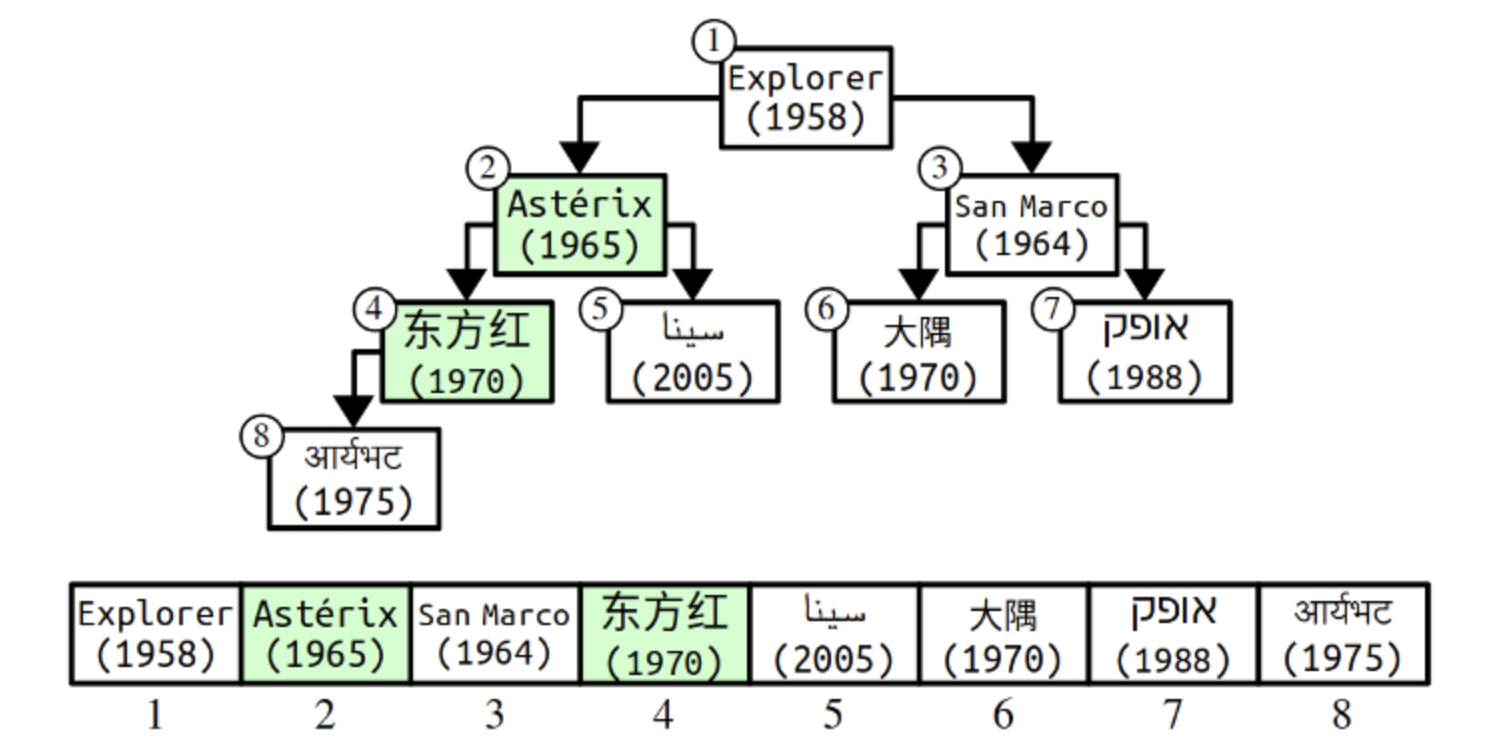 1
Explorer
(1958)
2
Astérix
(1965)
3
San Marco
(1964)
4
东方红
(1970)
5
سينا
(2005)
6
大隅
(1970)
7
אופק
(1988)
8
आर्यभट
(1975)
Explorer
(1958)
Astérix
(1965)
San Marco
(1964)
东方红
(1970)
سينا
(2005)
大隅
(1970)
אופק
(1988)
आर्यभट
(1975)
1 2 3 4 5 6 7 8